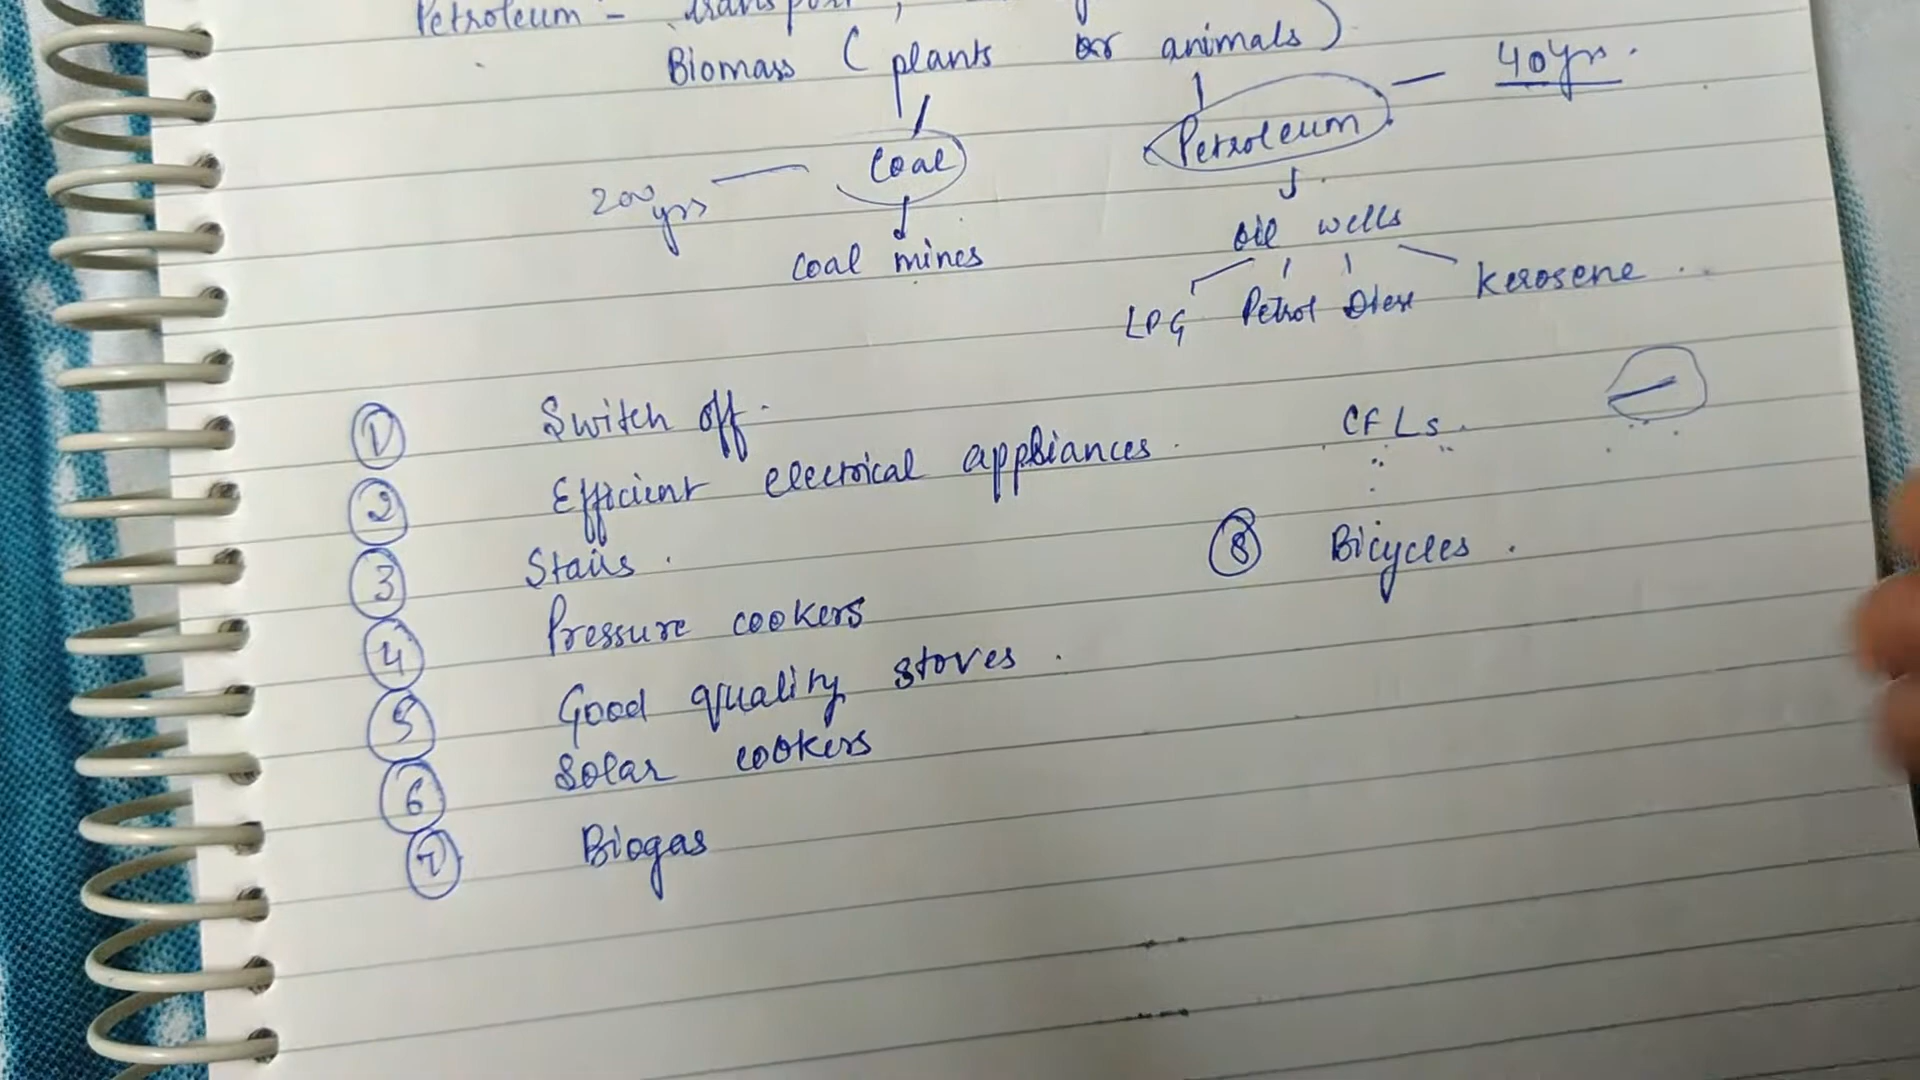 Petroleum - transport,
Biomass (plants or animals)
40 yrs.
Coal
Petroleum
200 yrs
coal mines
oil wells
LPG Petrol Kerosene
① Switch off.
② Efficient electrical appliances. CFLs.
③ Stairs.
④ Pressure cookers
⑤ Good quality stoves.
⑥ Solar cookers
⑦ Biogas
⑧ Bicycles.